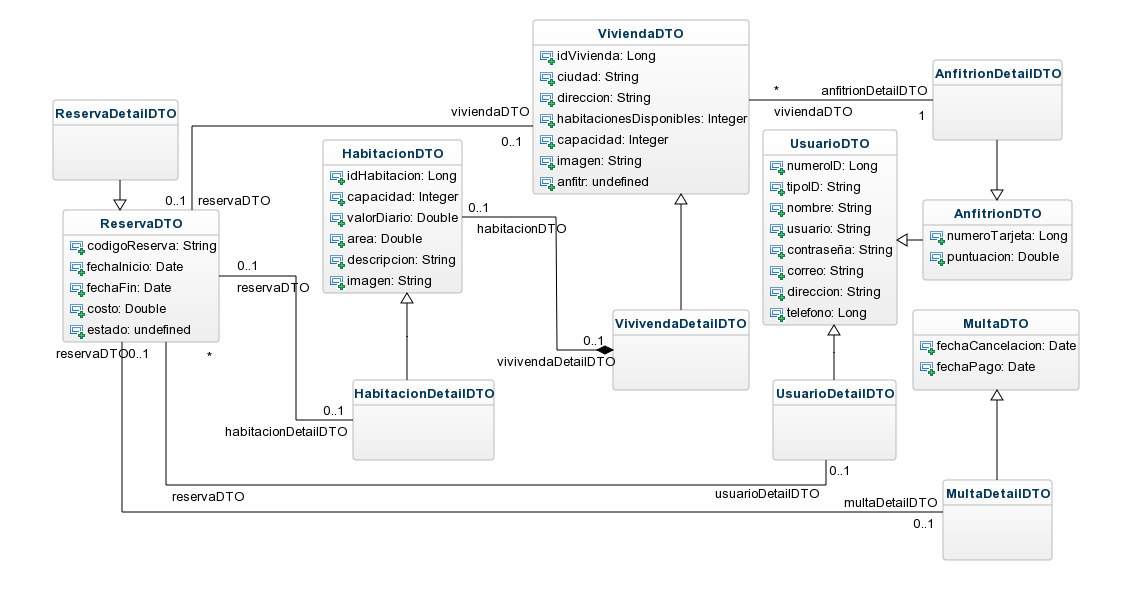 ViviendaDTO
idVivienda: Long
ciudad: String
direccion: String
habitacionesDisponibles: Integer
capacidad: Integer
imagen: String
anfitr: undefined
AnfitrionDetailDTO
* anfitrionDetailDTO
viviendaDTO 1
ReservaDetailDTO
viviendaDTO
0..1
HabitacionDTO
idHabitacion: Long
capacidad: Integer
valorDiario: Double
area: Double
descripcion: String
imagen: String
UsuarioDTO
numeroID: Long
tipoID: String
nombre: String
usuario: String
contraseña: String
correo: String
direccion: String
telefono: Long
0..1 reservaDTO
ReservaDTO
codigoReserva: String
fechaInicio: Date
fechaFin: Date
costo: Double
estado: undefined
AnfitrionDTO
numeroTarjeta: Long
puntuacion: Double
0..1
habitacionDTO
0..1
reservaDTO
VivivendaDetailDTO
0..1
vivivendaDetailDTO
MultaDTO
fechaCancelacion: Date
fechaPago: Date
reservaDTO0..1
*
HabitacionDetailDTO
0..1
habitacionDetailDTO
UsuarioDetailDTO
0..1
reservaDTO
usuarioDetailDTO
multaDetailDTO
0..1
MultaDetailDTO